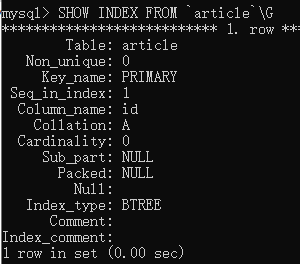 mysql> SHOW INDEX FROM `article`\G
*************************** 1. row ***
Table: article
Non_unique: 0
Key_name: PRIMARY
Seq_in_index: 1
Column_name: id
Collation: A
Cardinality: 0
Sub_part: NULL
Packed: NULL
Null:
Index_type: BTREE
Comment:
Index_comment:
1 row in set (0.00 sec)